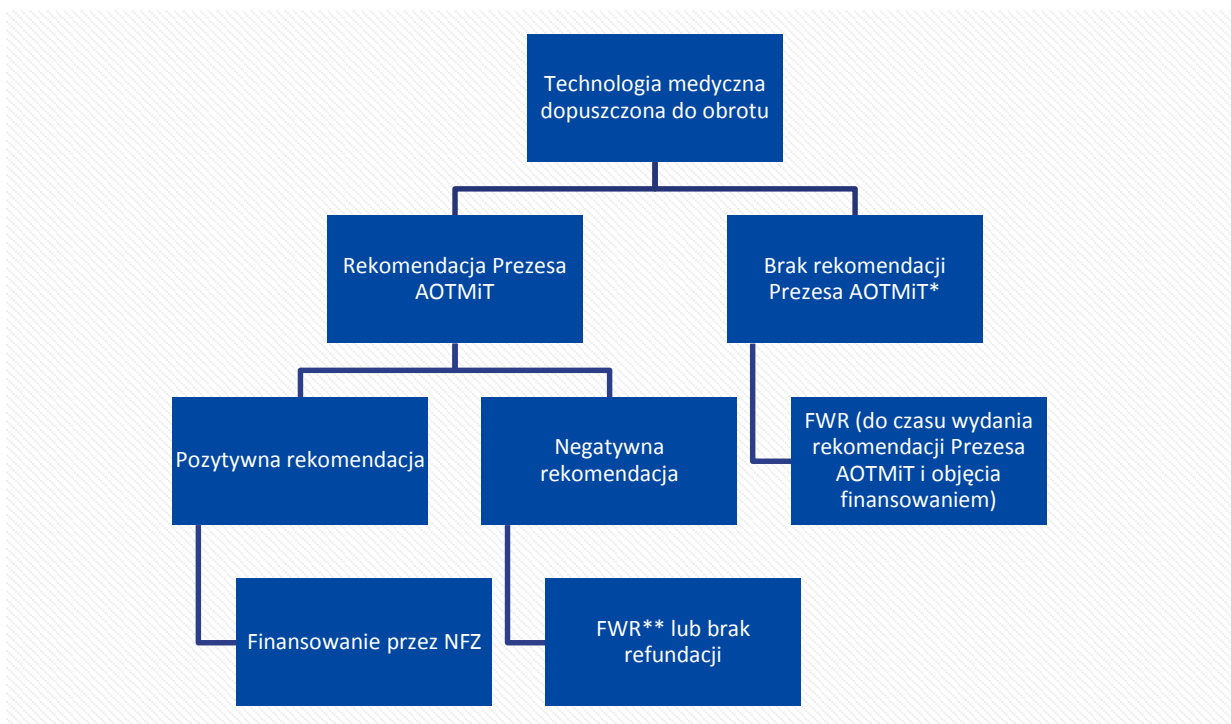 Technologia medyczna
dopuszczona do obrotu
Rekomendacja Prezesa
AOTMiT
Brak rekomendacji
Prezesa AOTMiT*
Pozytywna rekomendacja
Negatywna
rekomendacja
FWR (do czasu wydania
rekomendacji Prezesa
AOTMiT i objęcia
finansowaniem)
Finansowanie przez NFZ
FWR** lub brak
refundacji